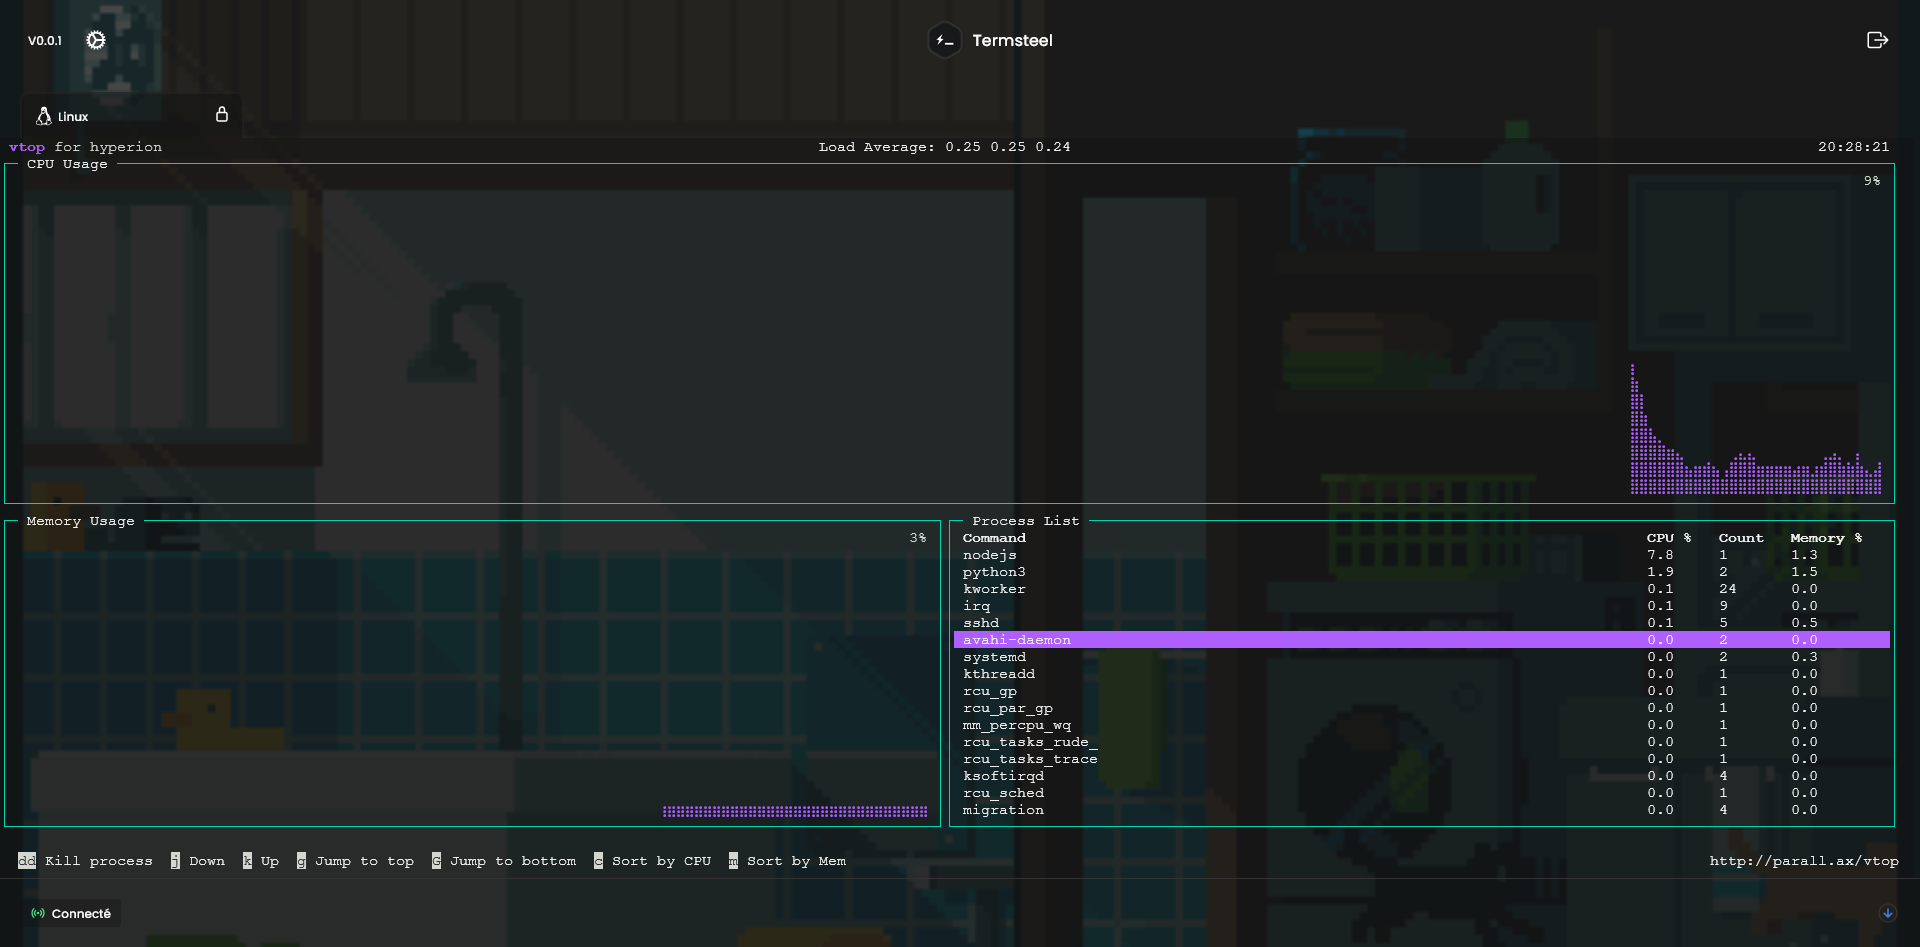 V0.0.1
Termsteel
Linux
vtop for hyperion Load Average: 0.25 0.25 0.24 20:28:21
CPU Usage
9%
Memory Usage
3%
Process List
Command CPU % Count Memory %
nodejs 7.8 1 1.3
python3 1.9 2 1.5
kworker 0.1 24 0.0
irq 0.1 9 0.0
sshd 0.1 5 0.5
avahi-daemon 0.0 2 0.0
systemd 0.0 2 0.3
kthreadd 0.0 1 0.0
rcu_gp 0.0 1 0.0
rcu_par_gp 0.0 1 0.0
mm_percpu_wq 0.0 1 0.0
rcu_tasks_rude_ 0.0 1 0.0
rcu_tasks_trace 0.0 1 0.0
ksoftirqd 0.0 4 0.0
rcu_sched 0.0 1 0.0
migration 0.0 4 0.0
dd Kill process j Down k Up g Jump to top G Jump to bottom c Sort by CPU m Sort by Mem http://parall.ax/vtop
Connecté